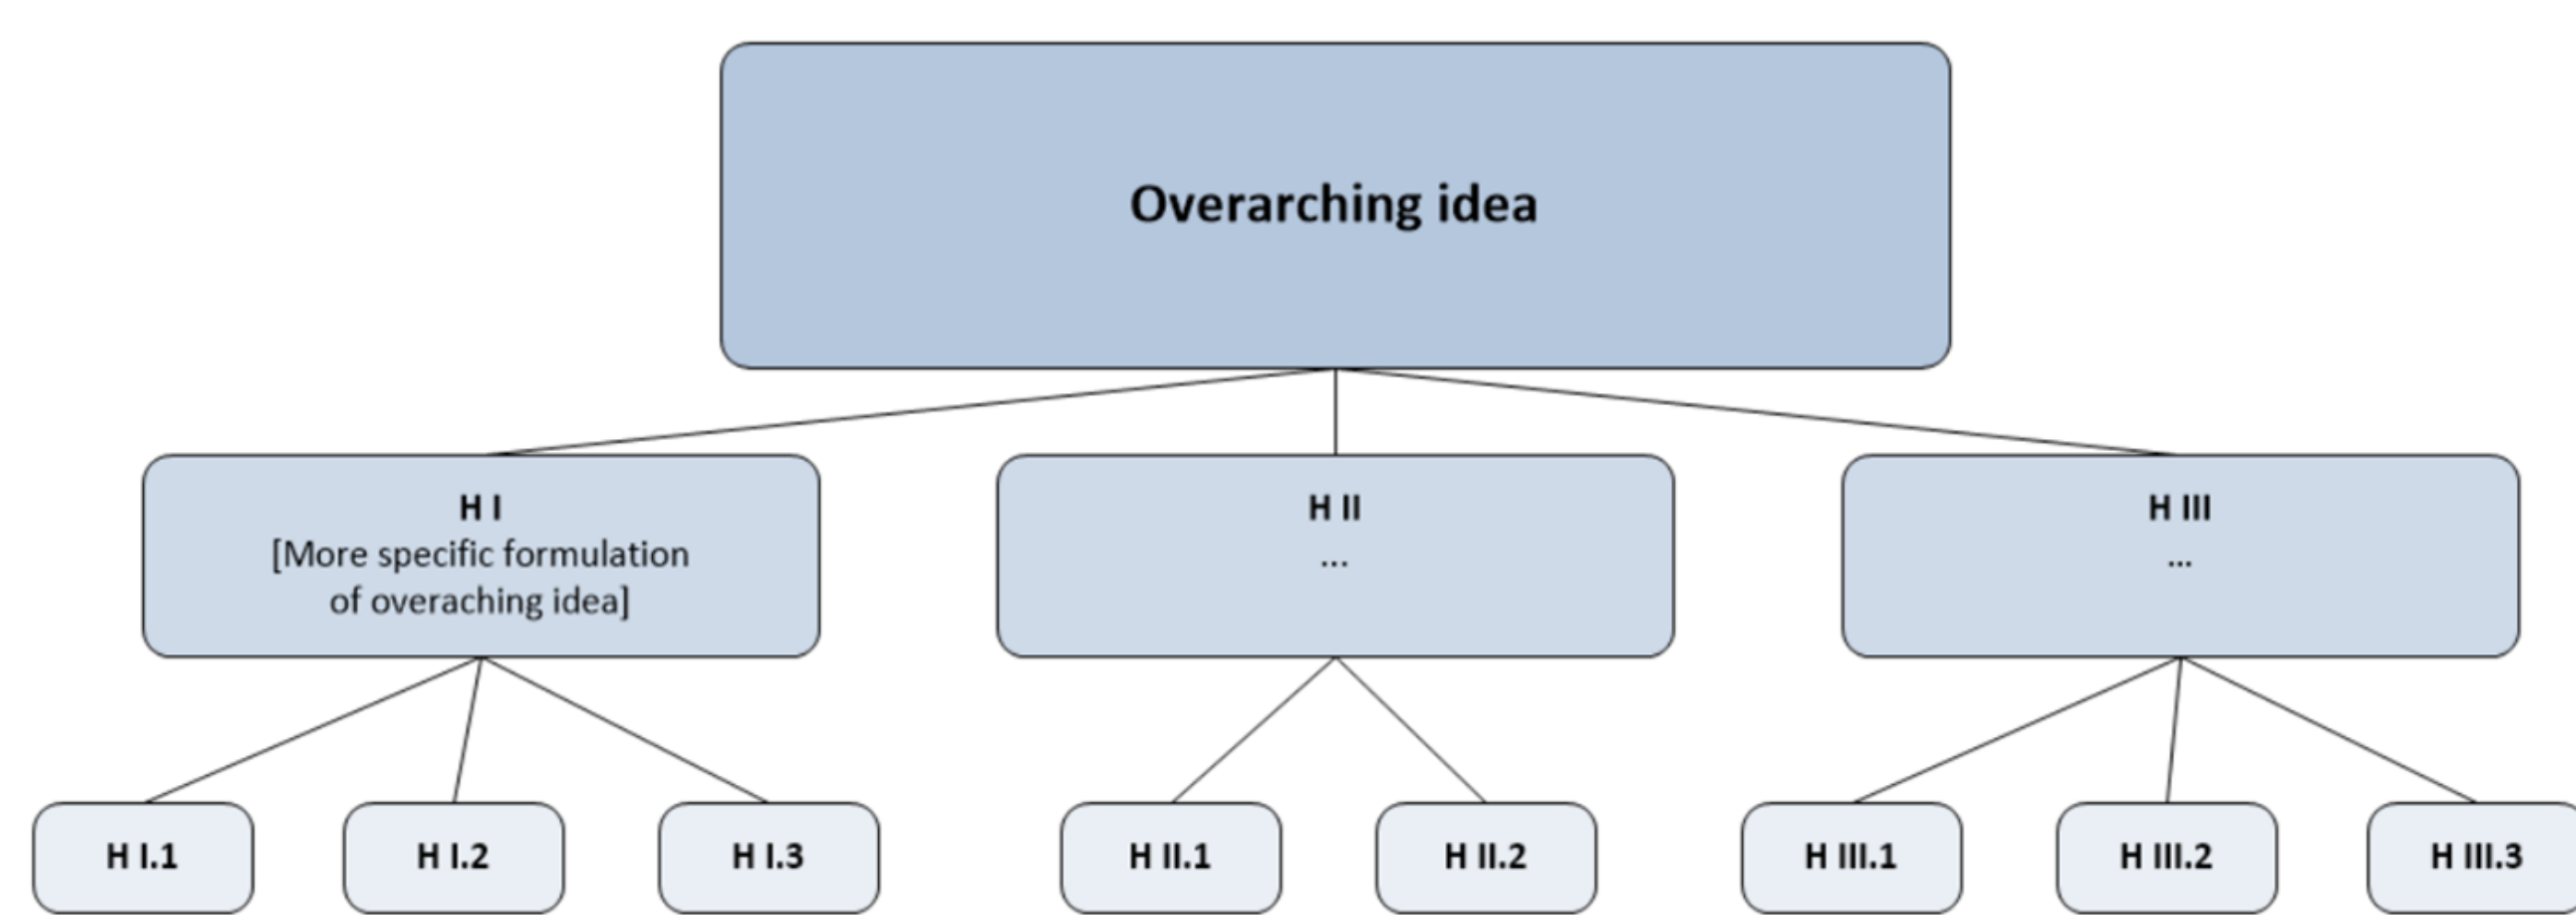 Overarching idea
H I
[More specific formulation
of overaching idea]
H II
...
H III
...
H I.1
H I.2
H I.3
H II.1
H II.2
H III.1
H III.2
H III.3